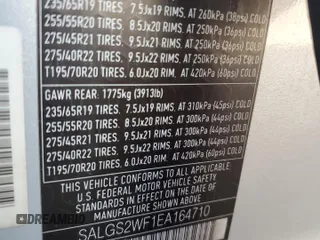 235/65R19 TIRES, 7.5Jx19 RIMS, AT 260kPa (38psi) COLD
255/55R20 TIRES, 8.5Jx20 RIMS, AT 250kPa (36psi) COLD
275/45R21 TIRES, 9.5Jx21 RIMS, AT 250kPa (36psi) COLD
275/40R22 TIRES, 9.5Jx22 RIMS, AT 250kPa (36psi) COLD
T195/70R20 TIRES, 6.0Jx20 RIM, AT 420kPa (60psi) COLD
GAWR REAR. 1775kg (3913lb)
235/65R19 TIRES, 7.5Jx19 RIMS, AT 310kPa (45psi) COLD
255/55R20 TIRES, 8.5Jx20 RIMS, AT 300kPa (44psi) COLD
275/45R21 TIRES, 9.5Jx21 RIMS, AT 300kPa (44psi) COLD
275/40R22 TIRES, 9.5Jx22 RIMS, AT 300kPa (44psi) COLD
T195/70R20 TIRES, 6.0Jx20 RIM, AT 420kPa (60psi) COLD
THIS VEHICLE CONFORMS TO ALL APPLICABLE
U.S. FEDERAL MOTOR VEHICLE SAFETY
STANDARDS IN EFFECT ON THE DATE OF
MANUFACTURE SHOWN ABOVE
SALGS2WF1EA164710
DREAMBID